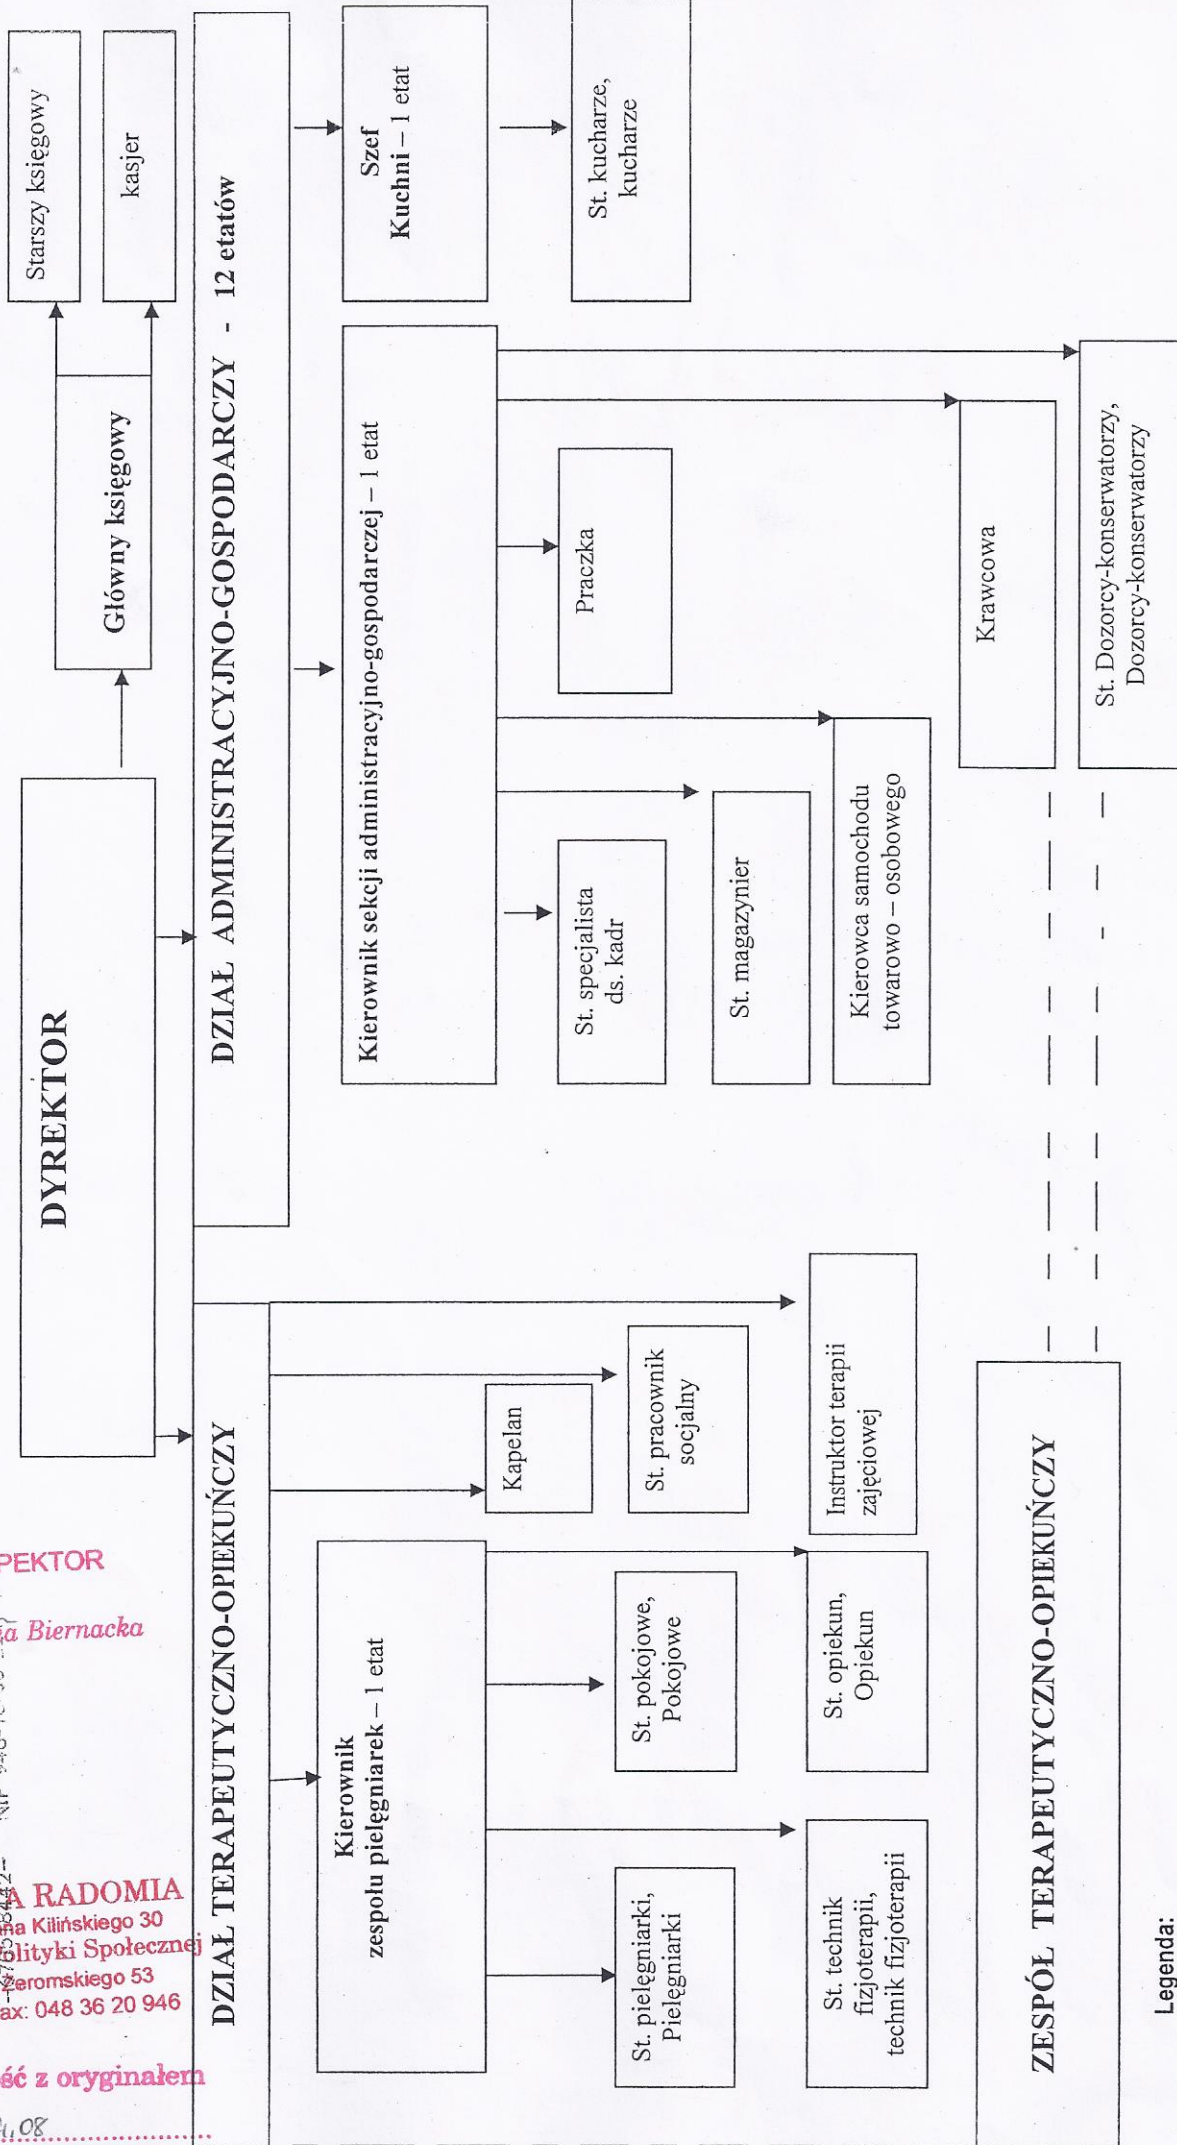 DYREKTOR
Główny księgowy
Starszy księgowy
kasjer
DZIAŁ TERAPEUTYCZNO-OPIEKUŃCZY
DZIAŁ ADMINISTRACYJNO-GOSPODARCZY - 12 etatów
Kierownik
zespołu pielęgniarek – 1 etat
Kapelan
St. pracownik
socjalny
Instruktor terapii
zajęciowej
St. pielęgniarki,
Pielęgniarki
St. pokojowe,
Pokojowe
St. technik
fizjoterapii,
technik fizjoterapii
St. opiekun,
Opiekun
Kierownik sekcji administracyjno-gospodarczej – 1 etat
Szef
Kuchni – 1 etat
St. kucharze,
kucharze
St. specjalista
ds. kadr
Praczka
St. magazynier
Kierowca samochodu
towarowo – osobowego
Krawcowa
St. Dozorcy-konserwatorzy,
Dozorcy-konserwatorzy
ZESPÓŁ TERAPEUTYCZNO-OPIEKUŃCZY
Legenda:
PEKTOR
a Biernacka
A RADOMIA
na Kilińskiego 30
olityki Społecznej
Żeromskiego 53
ax: 048 36 20 946
ść z oryginałem